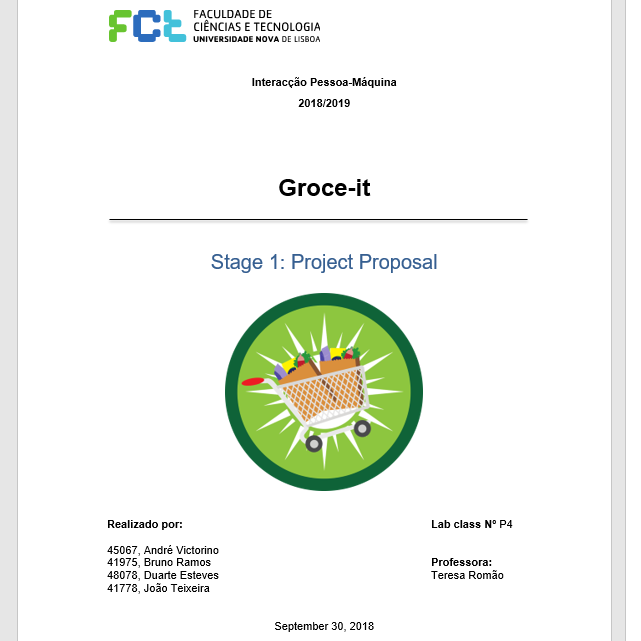 FCt
FACULDADE DE
CIÊNCIAS E TECNOLOGIA
UNIVERSIDADE NOVA DE LISBOA
Interacção Pessoa-Máquina
2018/2019
Groce-it
Stage 1: Project Proposal
Realizado por:
45067, André Victorino
41975, Bruno Ramos
48078, Duarte Esteves
41778, João Teixeira
Lab class Nº P4
Professora:
Teresa Romão
September 30, 2018